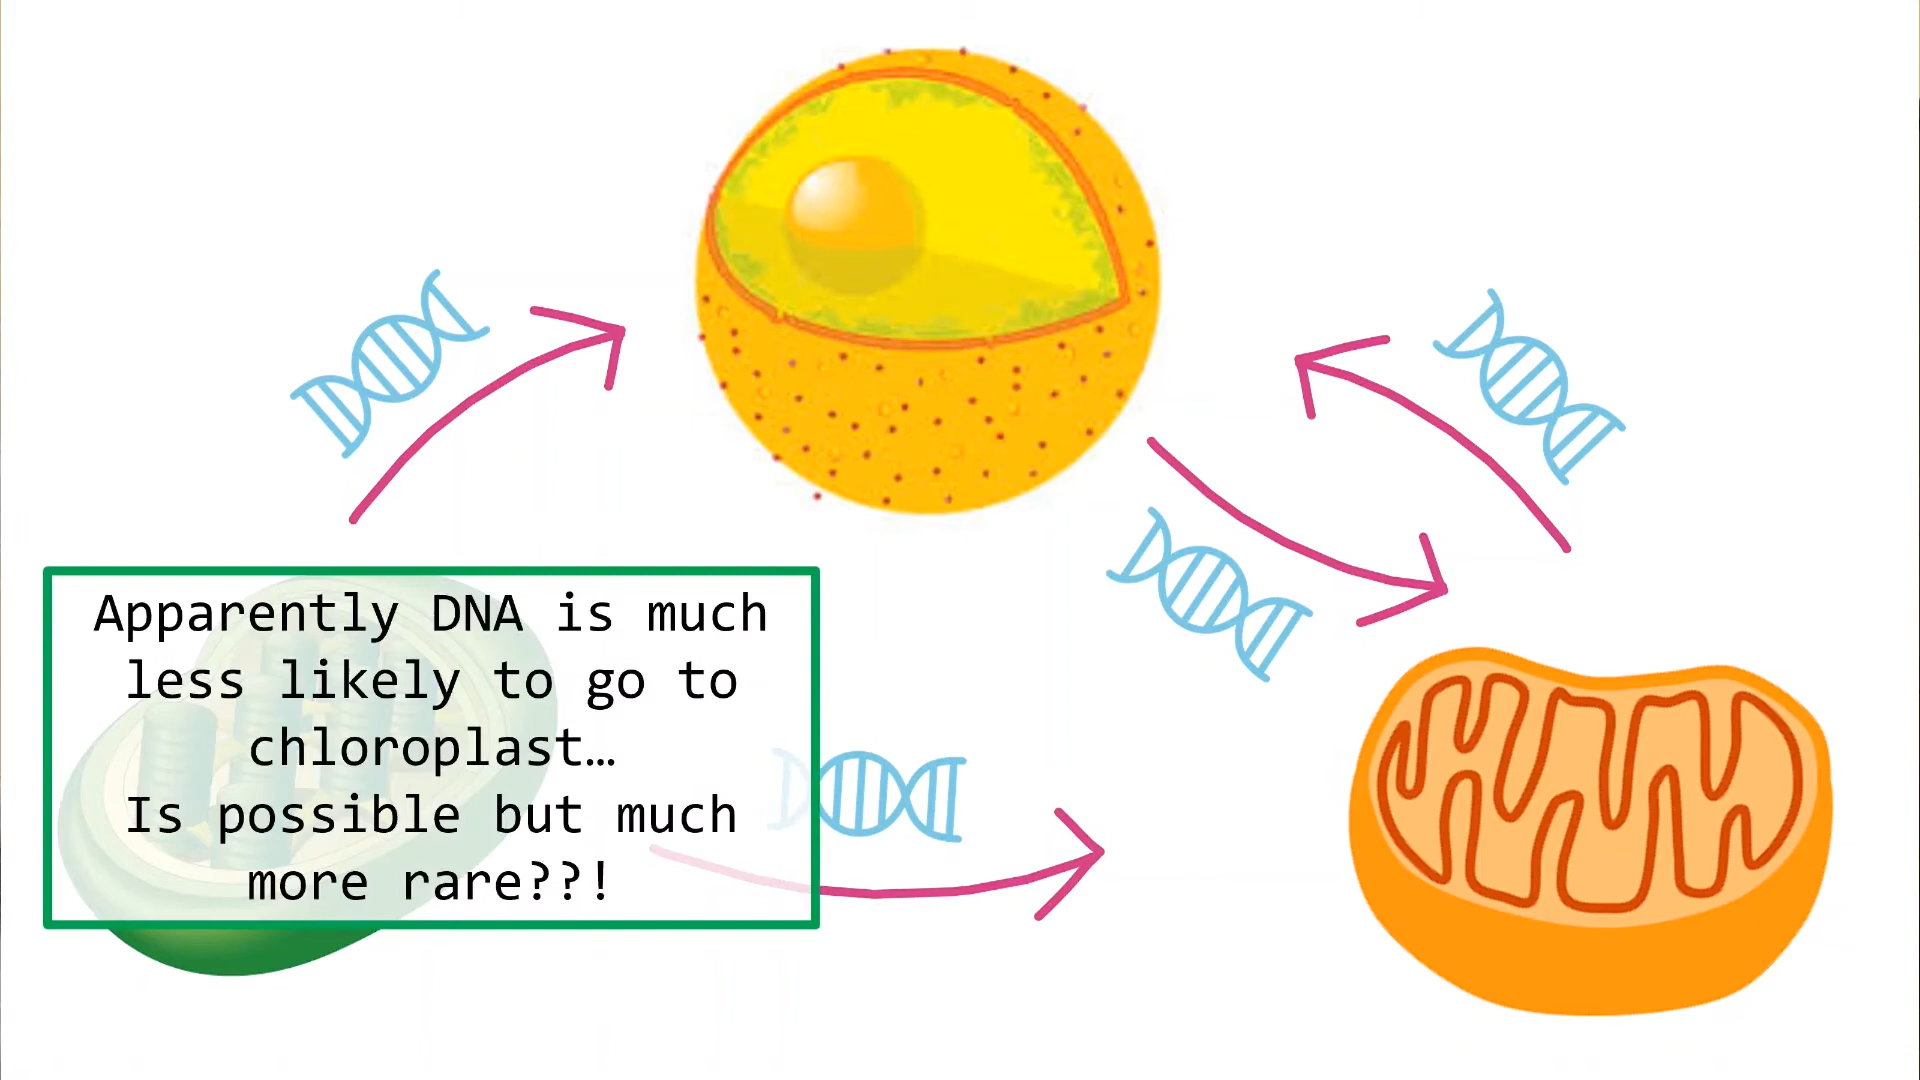 Apparently DNA is much
less likely to go to
chloroplast…
Is possible but much
more rare??!